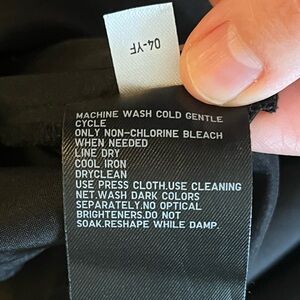 04-YF
MACHINE WASH COLD GENTLE
CYCLE
ONLY NON-CHLORINE BLEACH
WHEN NEEDED
LINE DRY
COOL IRON
DRYCLEAN
USE PRESS CLOTH.USE CLEANING
NET.WASH DARK COLORS
SEPARATELY.NO OPTICAL
BRIGHTENERS.DO NOT
SOAK.RESHAPE WHILE DAMP.